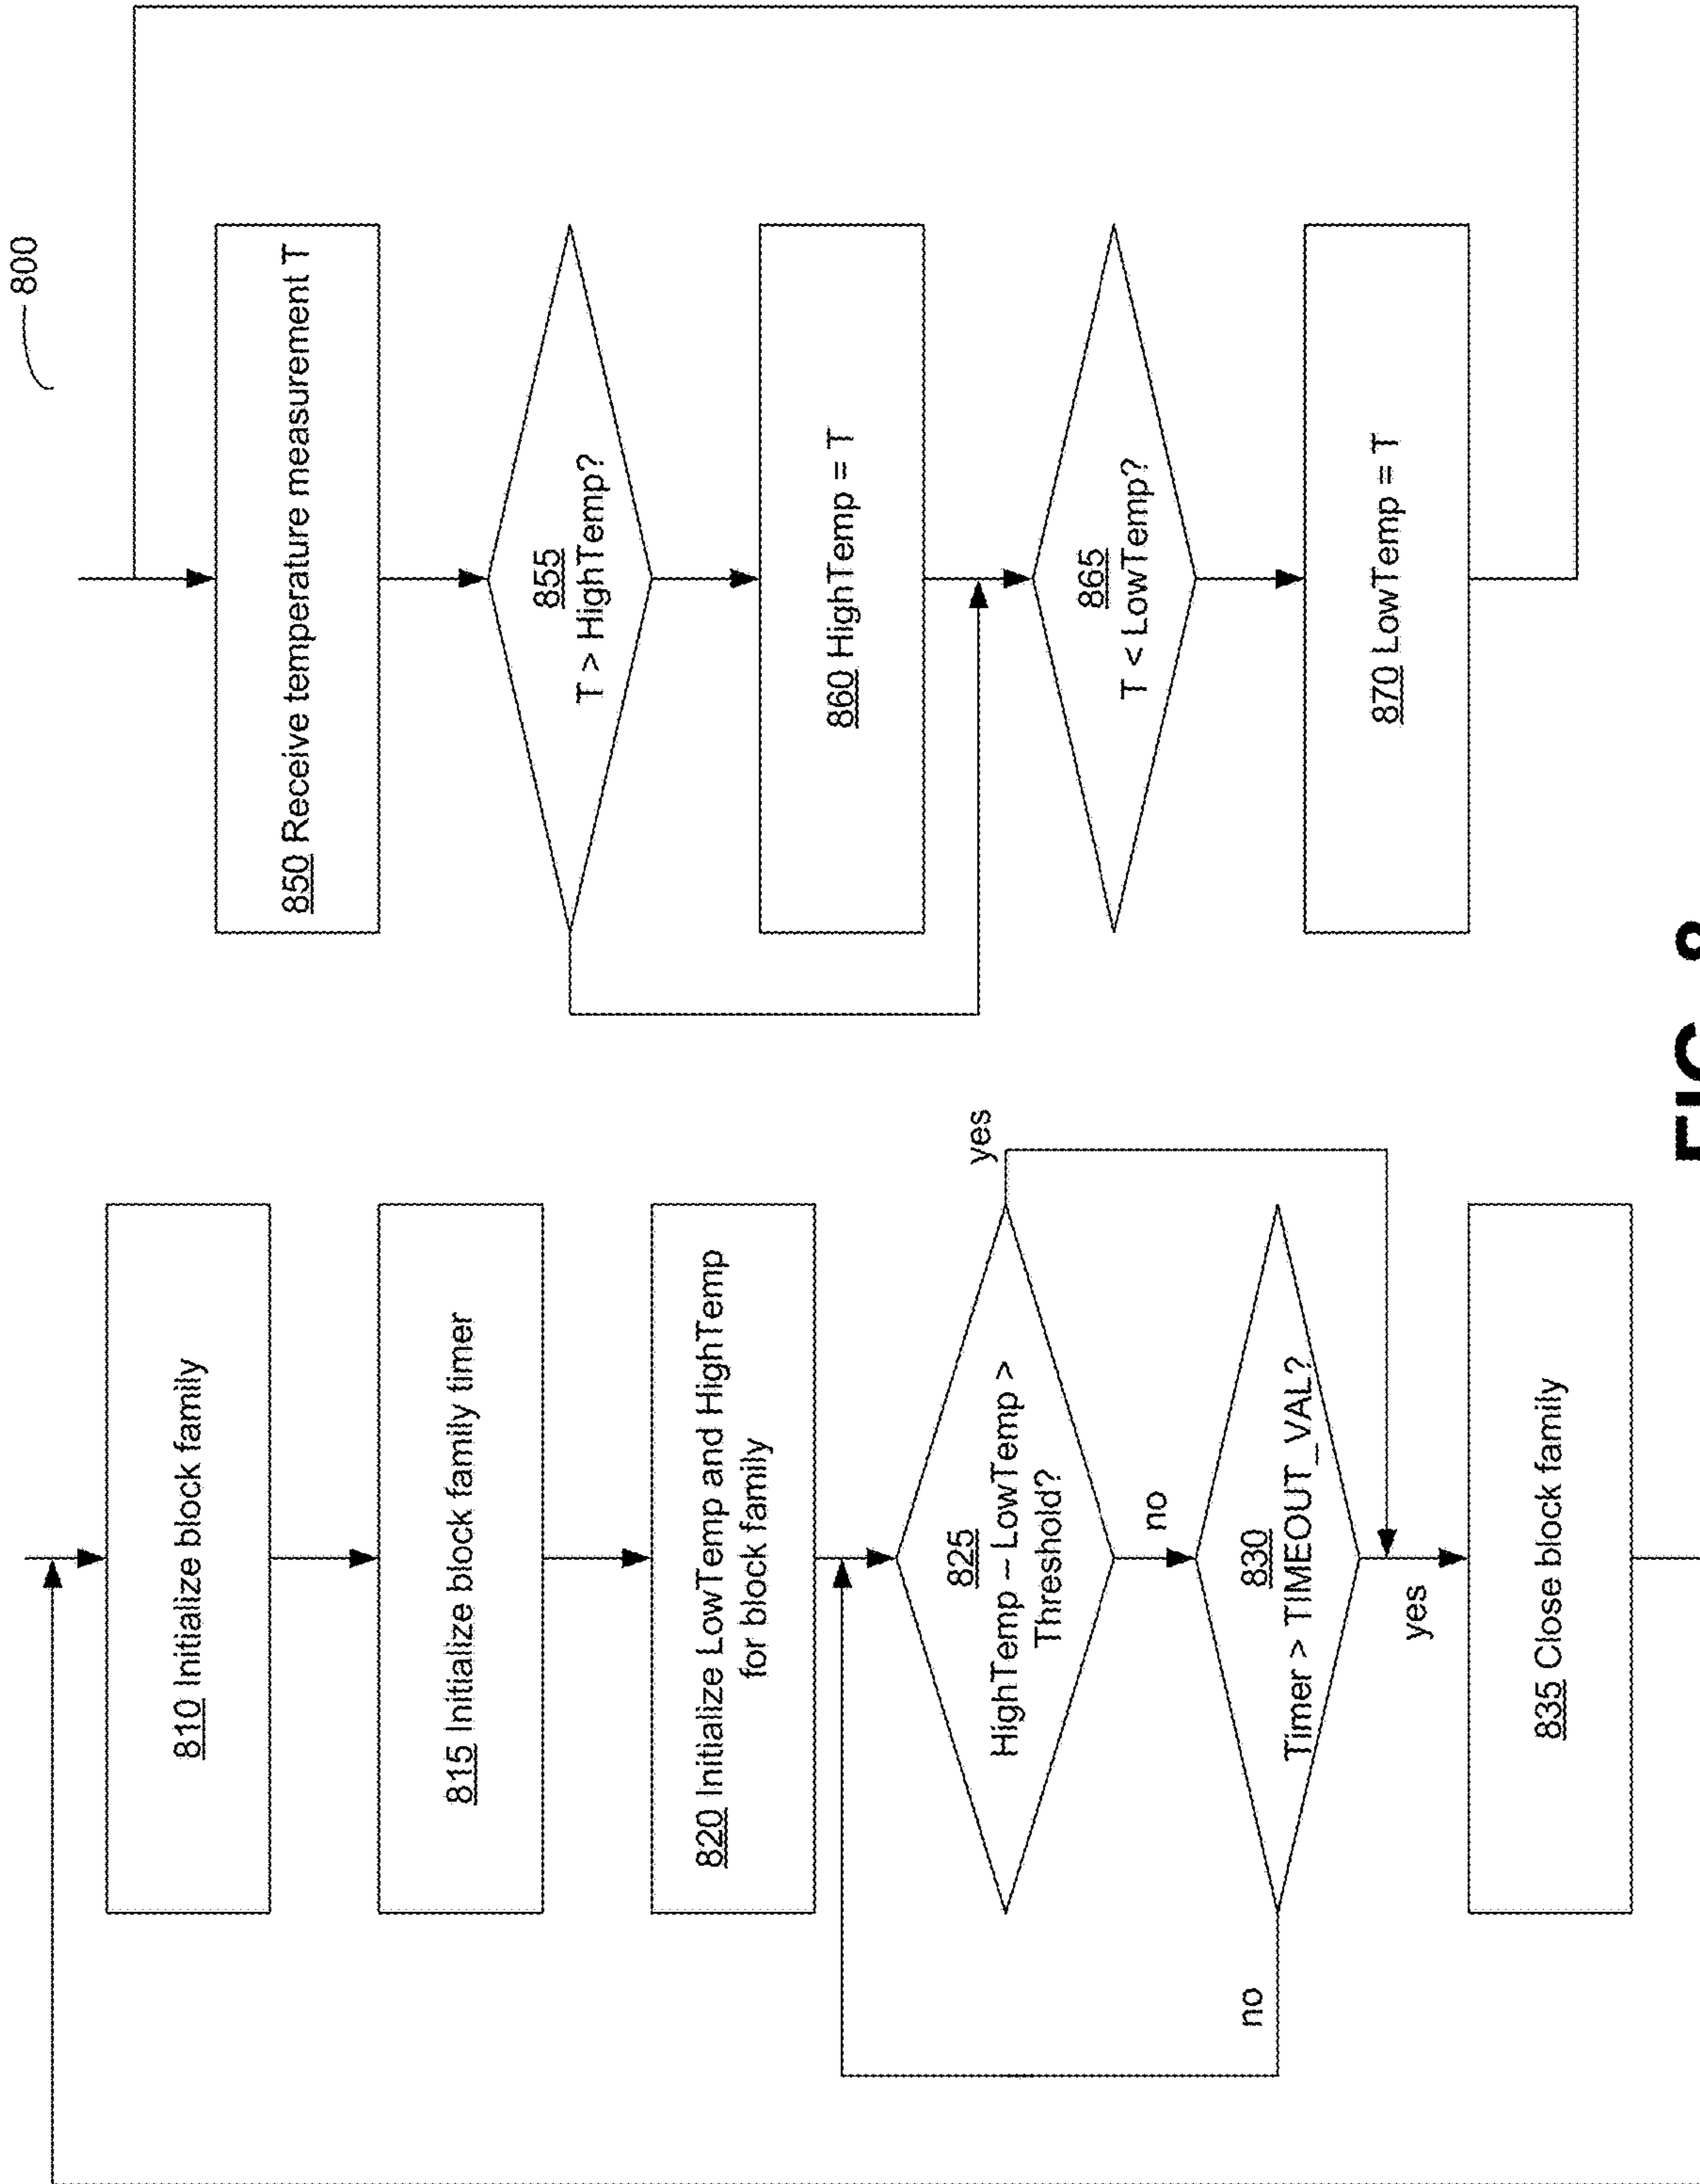 800
810 Initialize block family
815 Initialize block family timer
820 Initialize LowTemp and HighTemp
for block family
825
HighTemp – LowTemp >
Threshold?
yes
no
830
Timer > TIMEOUT_VAL?
no
yes
835 Close block family
850 Receive temperature measurement T
855
T > HighTemp?
860 HighTemp = T
865
T < LowTemp?
870 LowTemp = T